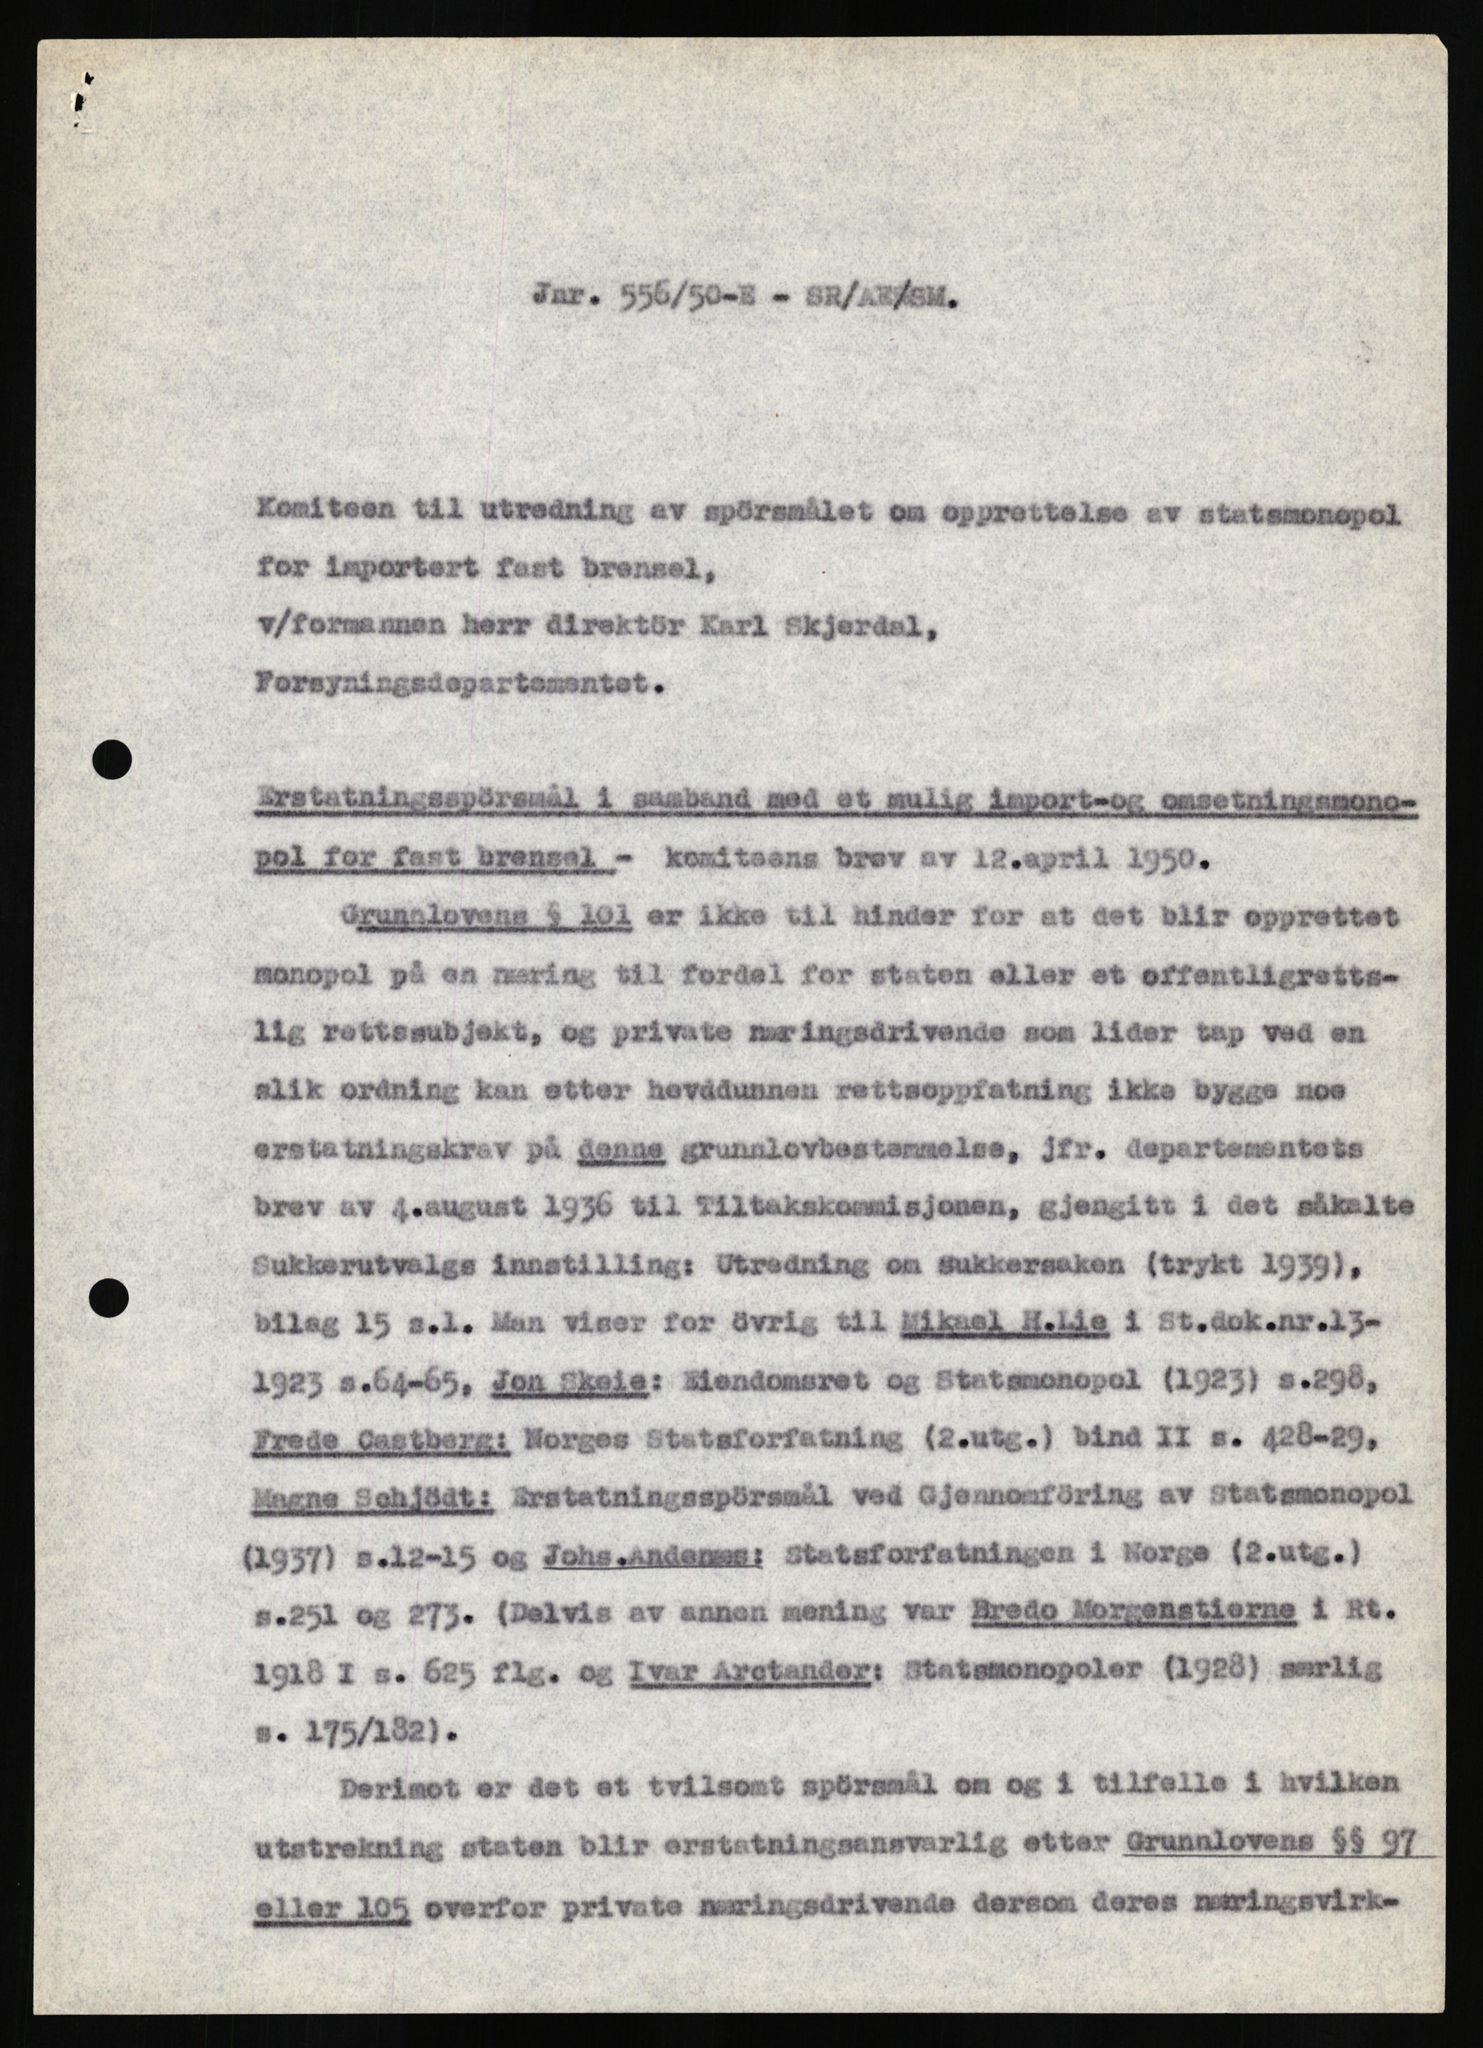 Jnr. 556/50-E - SR/AE/SM.
Komiteen til utredning av spörsmålet om opprettelse av statsmonopol
for importert fast brensel,
v/formannen herr direktör Karl Skjerdal,
Forsyningsdepartementet.
Erstatningsspörsmål i samband med et mulig import-og omsetningsmono-
pol for fast brensel - komiteens brev av 12.april 1950.
Grunnlovens § 101 er ikke til hinder for at det blir opprettet
monopol på en næring til fordel for staten eller et offentligretts-
lig rettssubjekt, og private næringsdrivende som lider tap ved en
slik ordning kan etter hevddunnen rettsoppfatning ikke bygge noe
erstatningskrav på denne grunnlovbestemmelse, jfr. departementets
brev av 4.august 1936 til Tiltakskommisjonen, gjengitt i det såkalte
Sukkerutvalgs innstilling: Utredning om sukkersaken (trykt 1939),
bilag 15 s.1. Man viser for övrig til Mikael H.Lie i St.dok.nr.13-
1923 s.64-65, Jon Skeie: Eiendomsret og Statsmonopol (1923) s.298,
Frede Castberg: Norges Statsforfatning (2.utg.) bind II s. 428-29,
Magne Schjödt: Erstatningsspörsmål ved Gjennomföring av Statsmonopol
(1937) s.12-15 og Johs.Andenæs: Statsforfatningen i Norge (2.utg.)
s.251 og 273. (Delvis av annen mening var Bredo Morgenstierne i Rt.
1918 I s. 625 flg. og Ivar Arctander: Statsmonopoler (1928) særlig
s. 175/182).
Derimot er det et tvilsomt spörsmål om og i tilfelle i hvilken
utstrekning staten blir erstatningsansvarlig etter Grunnlovens §§ 97
eller 105 overfor private næringsdrivende dersom deres næringsvirk-